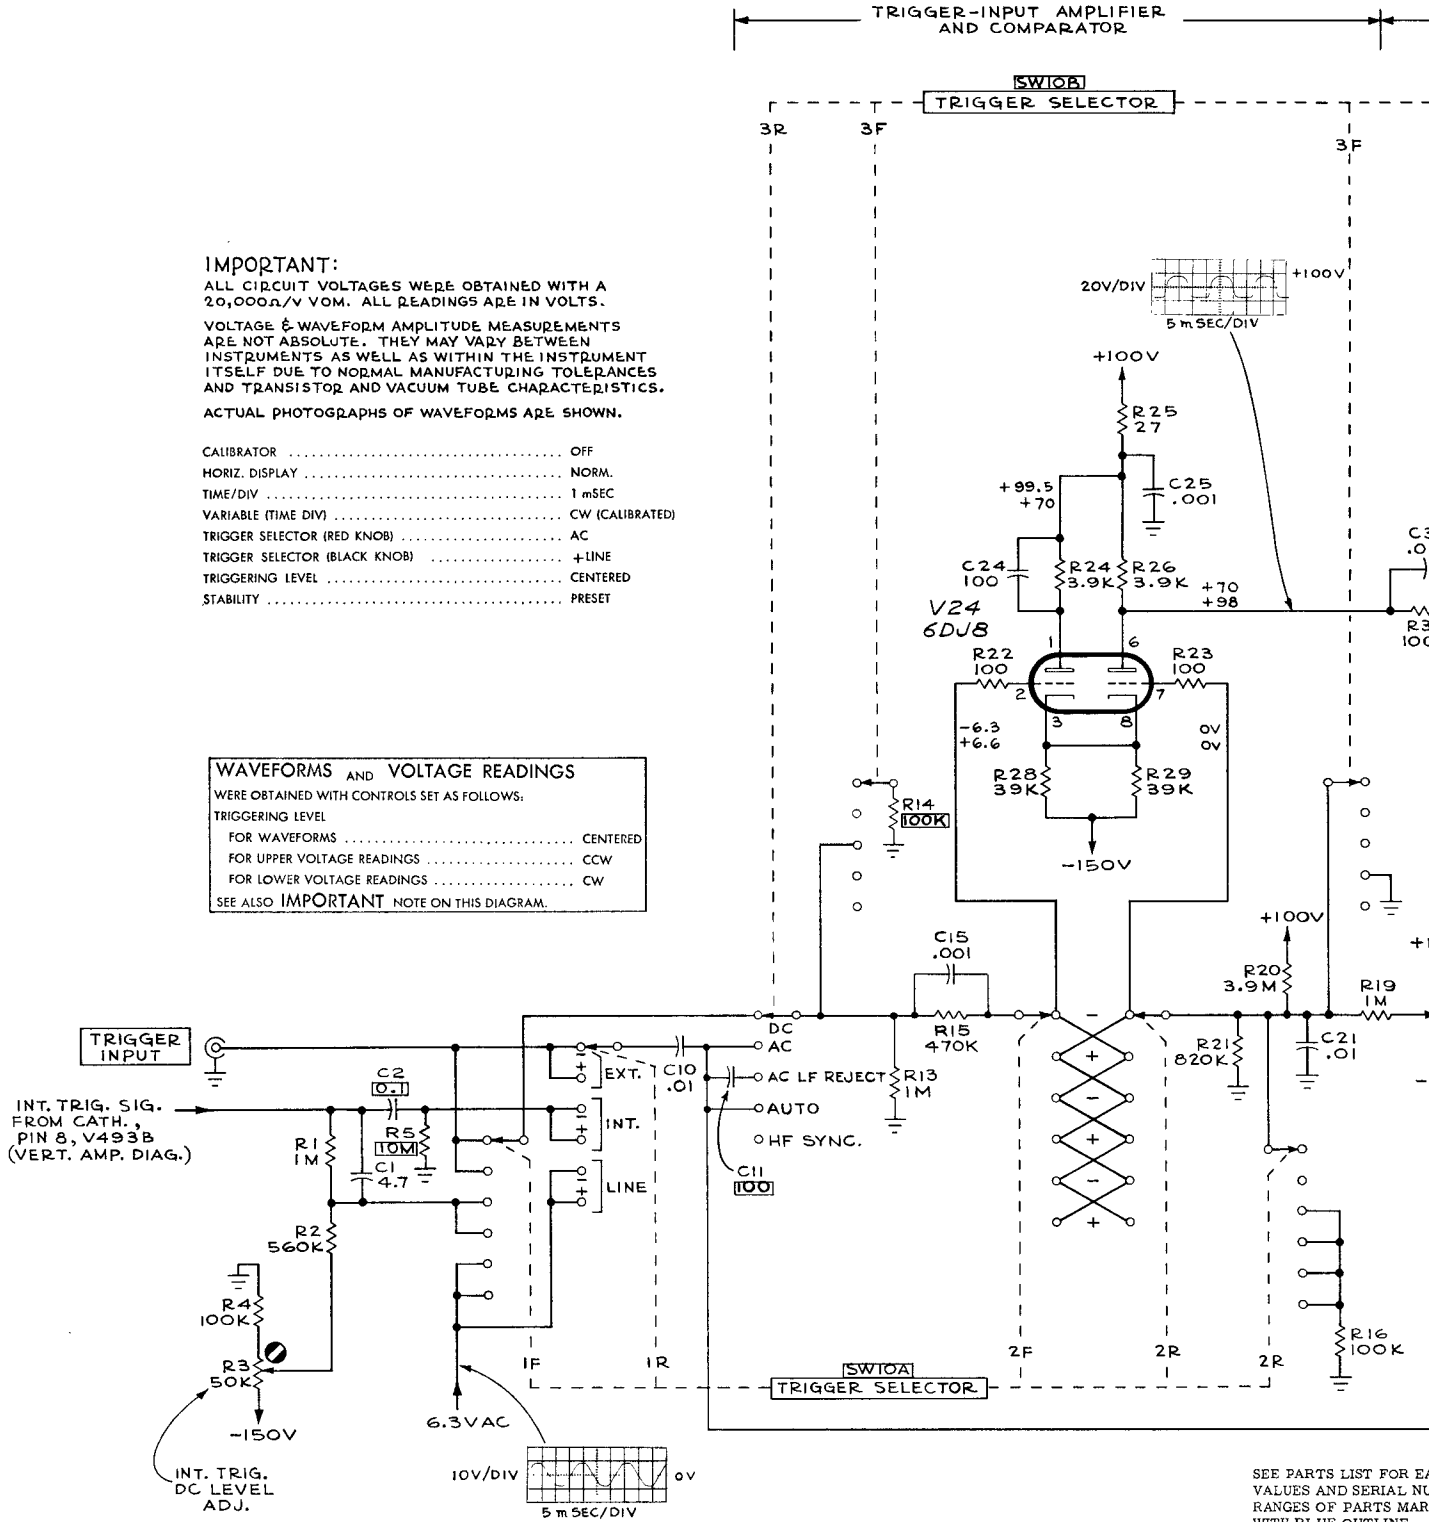 TRIGGER-INPUT AMPLIFIER
AND COMPARATOR
SW10B
TRIGGER SELECTOR
3R
3F
3F
IMPORTANT:
ALL CIRCUIT VOLTAGES WERE OBTAINED WITH A
20,000Ω/V VOM. ALL READINGS ARE IN VOLTS.
VOLTAGE & WAVEFORM AMPLITUDE MEASUREMENTS
ARE NOT ABSOLUTE. THEY MAY VARY BETWEEN
INSTRUMENTS AS WELL AS WITHIN THE INSTRUMENT
ITSELF DUE TO NORMAL MANUFACTURING TOLERANCES
AND TRANSISTOR AND VACUUM TUBE CHARACTERISTICS.
ACTUAL PHOTOGRAPHS OF WAVEFORMS ARE SHOWN.
CALIBRATOR ........ OFF
HORIZ. DISPLAY ........ NORM.
TIME/DIV ........ 1 mSEC
VARIABLE (TIME DIV) ........ CW (CALIBRATED)
TRIGGER SELECTOR (RED KNOB) ........ AC
TRIGGER SELECTOR (BLACK KNOB) ........ +LINE
TRIGGERING LEVEL ........ CENTERED
STABILITY ........ PRESET
20V/DIV
+100V
5 mSEC/DIV
+100V
R25
27
+99.5
+70
C25
.001
C24
100
R24
3.9K
R26
3.9K
+70
+98
V24
6DJ8
1
6
R22
100
R23
100
2
7
3
8
-6.3
+6.6
0V
0V
R28
39K
R29
39K
-150V
WAVEFORMS AND VOLTAGE READINGS
WERE OBTAINED WITH CONTROLS SET AS FOLLOWS:
TRIGGERING LEVEL
FOR WAVEFORMS ........ CENTERED
FOR UPPER VOLTAGE READINGS ........ CCW
FOR LOWER VOLTAGE READINGS ........ CW
SEE ALSO IMPORTANT NOTE ON THIS DIAGRAM.
R14
100K
C15
.001
+100V
R20
3.9M
R19
1M
TRIGGER
INPUT
DC
AC
AC LF REJECT
AUTO
HF SYNC.
R15
470K
R13
1M
R21
820K
C21
.01
C10
.01
C11
100
-
+
EXT.
+
-
INT.
-
+
LINE
-
+
-
+
-
+
INT. TRIG. SIG.
FROM CATH.,
PIN 8, V493B
(VERT. AMP. DIAG.)
C2
0.1
R1
1M
R5
10M
C1
4.7
R2
560K
R4
100K
R3
50K
-150V
INT. TRIG.
DC LEVEL
ADJ.
6.3VAC
10V/DIV
0V
5 mSEC/DIV
1F
1R
SW10A
TRIGGER SELECTOR
2F
2R
2R
R16
100K
SEE PARTS LIST FOR
VALUES AND SERIAL
RANGES OF PARTS